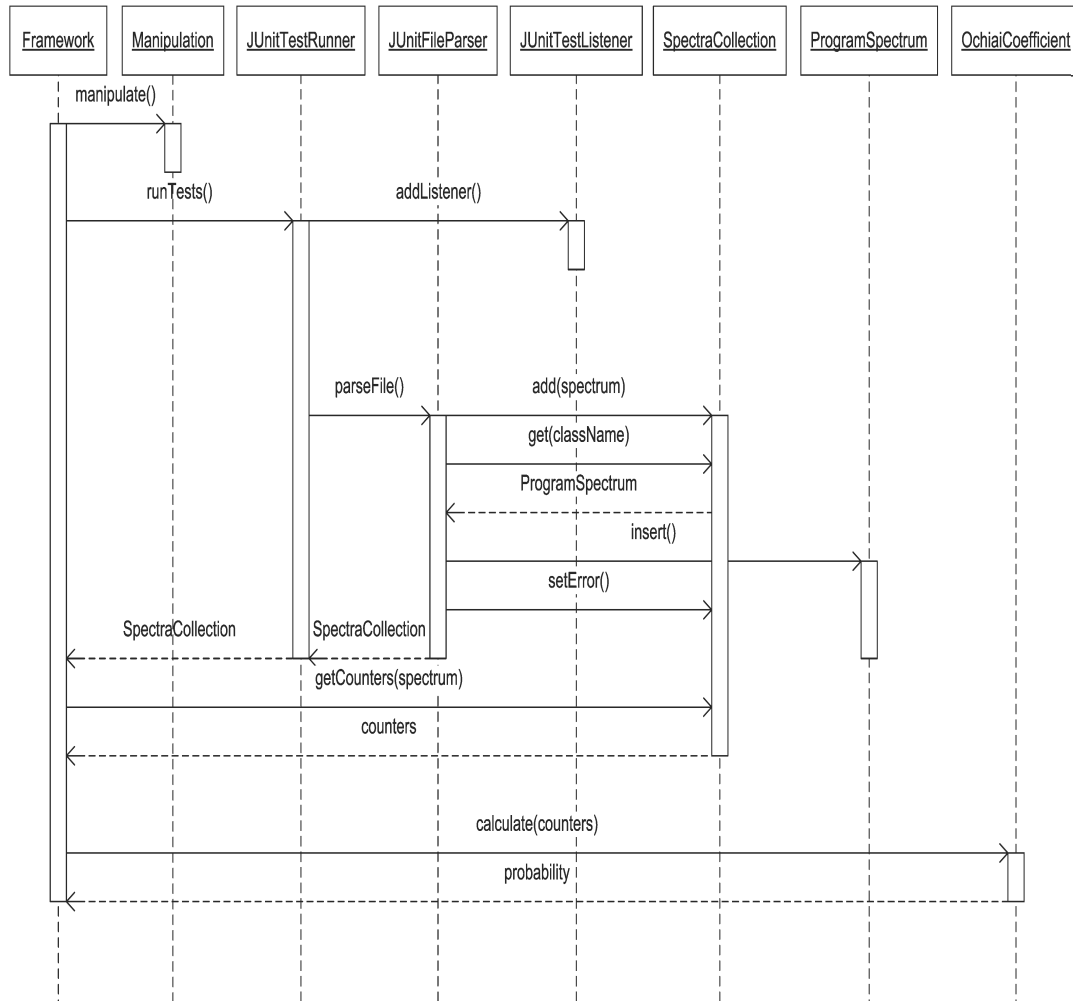 Framework
Manipulation
JUnitTestRunner
JUnitFileParser
JUnitTestListener
SpectraCollection
ProgramSpectrum
OchiaiCoefficient
manipulate()
runTests()
addListener()
parseFile()
add(spectrum)
get(className)
ProgramSpectrum
insert()
setError()
SpectraCollection
SpectraCollection
getCounters(spectrum)
counters
calculate(counters)
probability